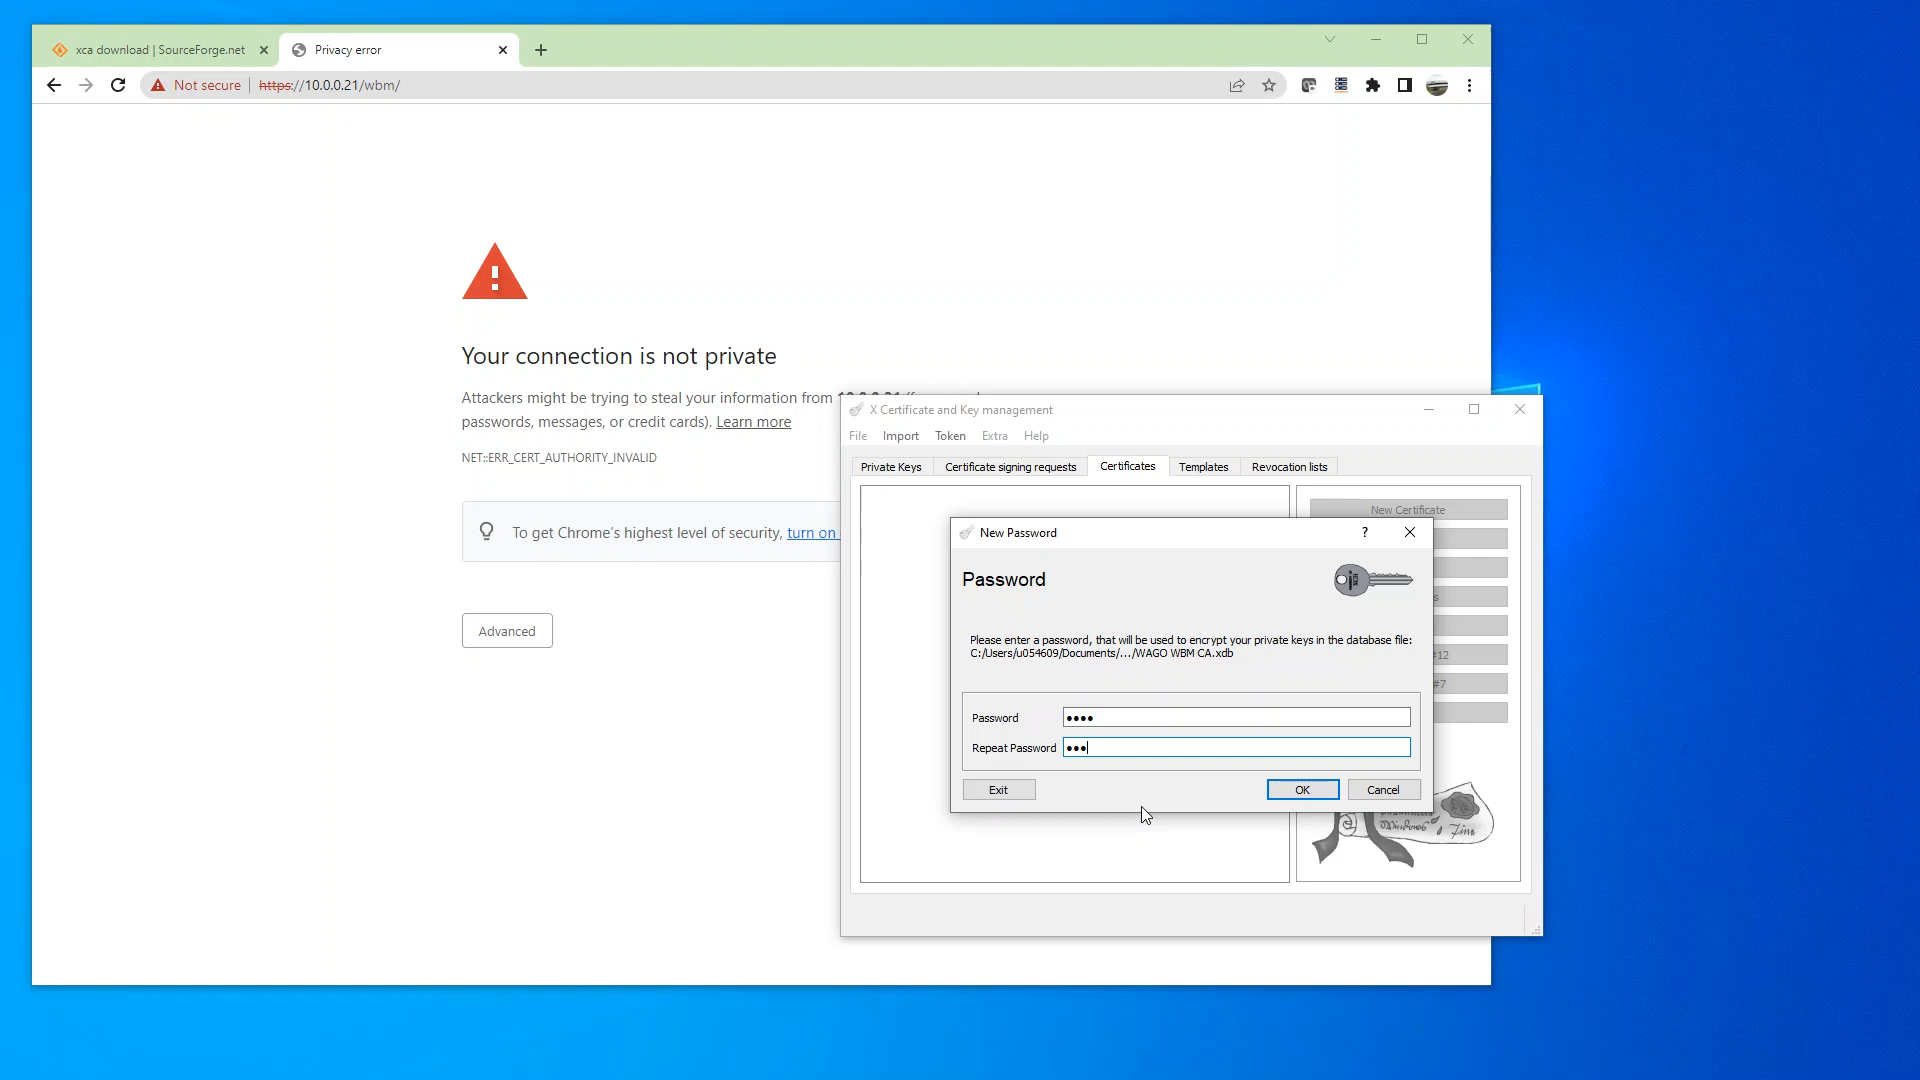 xca download | SourceForge.net
Privacy error
Not secure
https://10.0.0.21/wbm/
Your connection is not private
Attackers might be trying to steal your information from
passwords, messages, or credit cards). Learn more
NET::ERR_CERT_AUTHORITY_INVALID
To get Chrome's highest level of security, turn on
Advanced
X Certificate and Key management
File Import Token Extra Help
Private Keys Certificate signing requests Certificates Templates Revocation lists
New Certificate
#12
#7
New Password
?
Password
Please enter a password, that will be used to encrypt your private keys in the database file:
C:/Users/u054609/Documents/.../WAGO WBM CA.xdb
Password ••••
Repeat Password •••
Exit OK Cancel